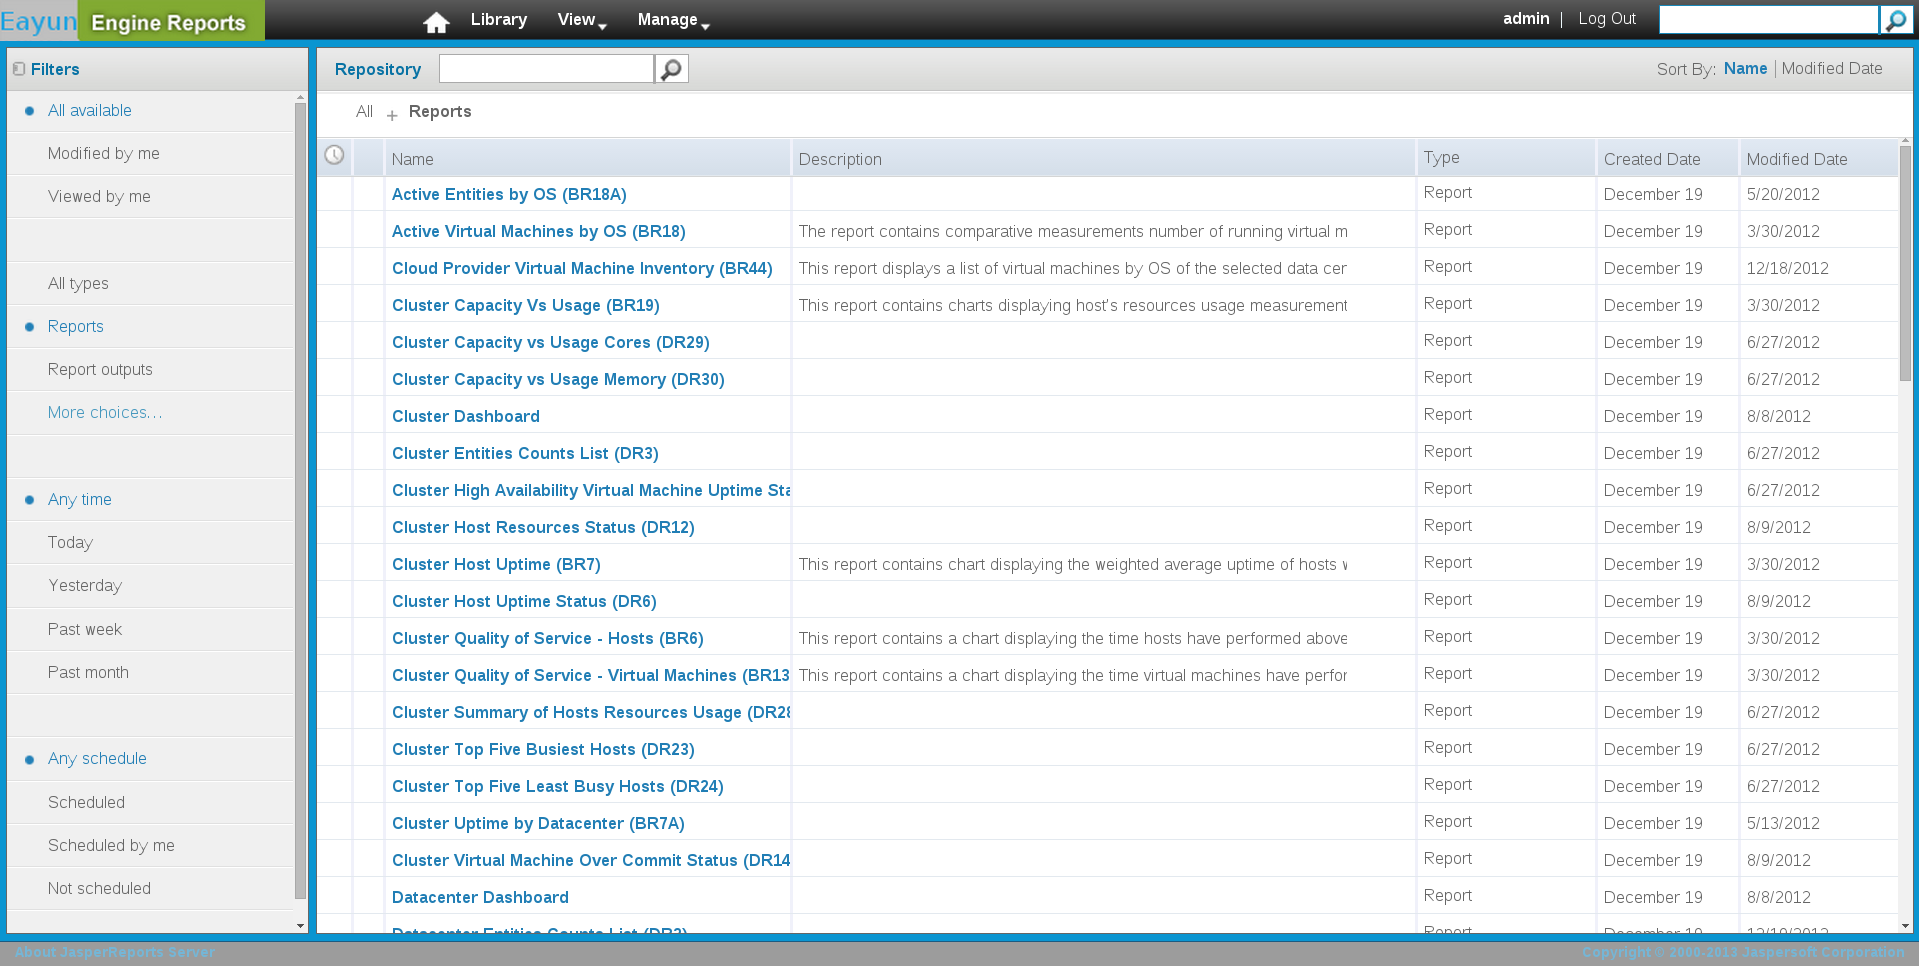 Eayun Engine Reports Library View Manage admin Log Out
Filters
All available
Modified by me
Viewed by me
All types
Reports
Report outputs
More choices...
Any time
Today
Yesterday
Past week
Past month
Any schedule
Scheduled
Scheduled by me
Not scheduled
Repository Sort By: Name Modified Date
All + Reports
Name Description Type Created Date Modified Date
Active Entities by OS (BR18A) Report December 19 5/20/2012
Active Virtual Machines by OS (BR18) The report contains comparative measurements number of running virtual m Report December 19 3/30/2012
Cloud Provider Virtual Machine Inventory (BR44) This report displays a list of virtual machines by OS of the selected data cer Report December 19 12/18/2012
Cluster Capacity Vs Usage (BR19) This report contains charts displaying host's resources usage measurement Report December 19 3/30/2012
Cluster Capacity vs Usage Cores (DR29) Report December 19 6/27/2012
Cluster Capacity vs Usage Memory (DR30) Report December 19 6/27/2012
Cluster Dashboard Report December 19 8/8/2012
Cluster Entities Counts List (DR3) Report December 19 6/27/2012
Cluster High Availability Virtual Machine Uptime Sta Report December 19 6/27/2012
Cluster Host Resources Status (DR12) Report December 19 8/9/2012
Cluster Host Uptime (BR7) This report contains chart displaying the weighted average uptime of hosts w Report December 19 3/30/2012
Cluster Host Uptime Status (DR6) Report December 19 8/9/2012
Cluster Quality of Service - Hosts (BR6) This report contains a chart displaying the time hosts have performed above Report December 19 3/30/2012
Cluster Quality of Service - Virtual Machines (BR13 This report contains a chart displaying the time virtual machines have perfor Report December 19 3/30/2012
Cluster Summary of Hosts Resources Usage (DR28 Report December 19 6/27/2012
Cluster Top Five Busiest Hosts (DR23) Report December 19 6/27/2012
Cluster Top Five Least Busy Hosts (DR24) Report December 19 6/27/2012
Cluster Uptime by Datacenter (BR7A) Report December 19 5/13/2012
Cluster Virtual Machine Over Commit Status (DR14 Report December 19 8/9/2012
Datacenter Dashboard Report December 19 8/8/2012
Datacenter Entities Counts List (DR2) Report December 19 12/19/2012
About JasperReports Server Copyright © 2000-2013 Jaspersoft Corporation